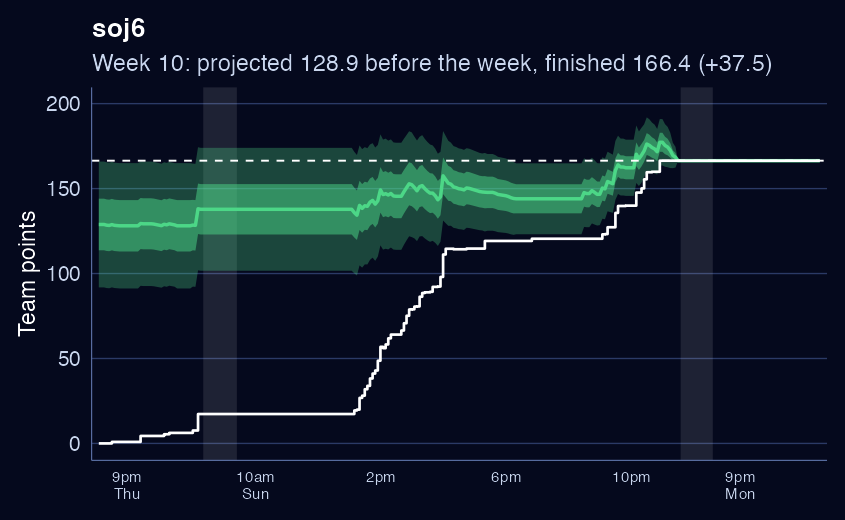 soj6
Week 10: projected 128.9 before the week, finished 166.4 (+37.5)
Team points
200
150
100
50
0
9pm
Thu
10am
Sun
2pm
6pm
10pm
9pm
Mon